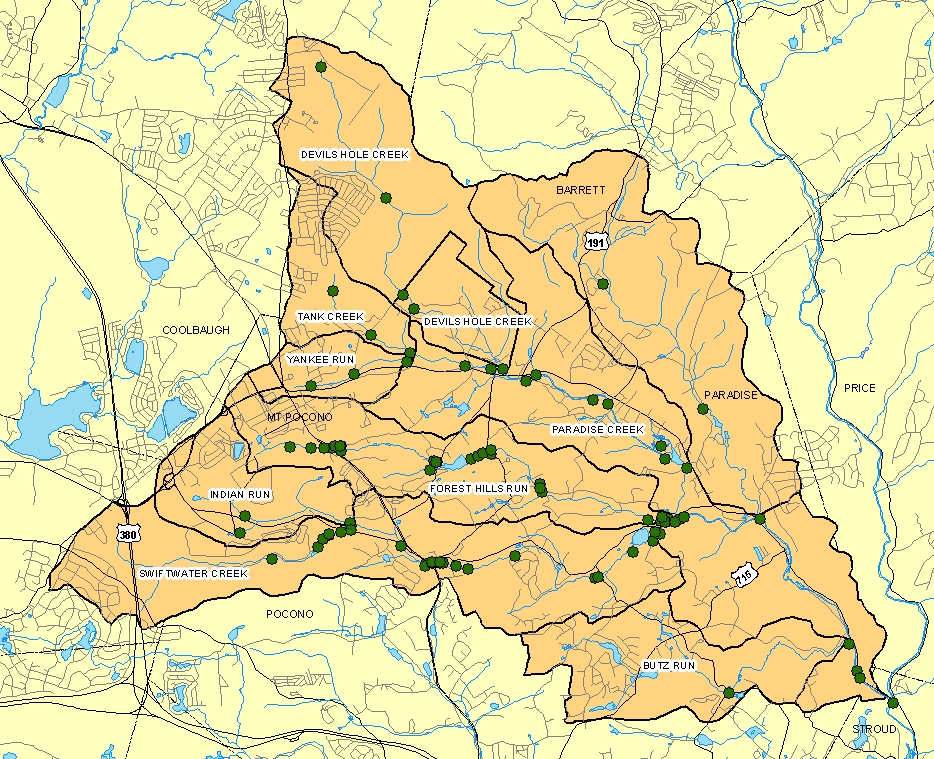 DEVILS HOLE CREEK
BARRETT
191
TANK CREEK
DEVILS HOLE CREEK
COOLBAUGH
YANKEE RUN
PRICE
PARADISE
MT POCONO
PARADISE CREEK
FOREST HILLS RUN
INDIAN RUN
380
SWIFTWATER CREEK
715
POCONO
BUTZ RUN
STROUD